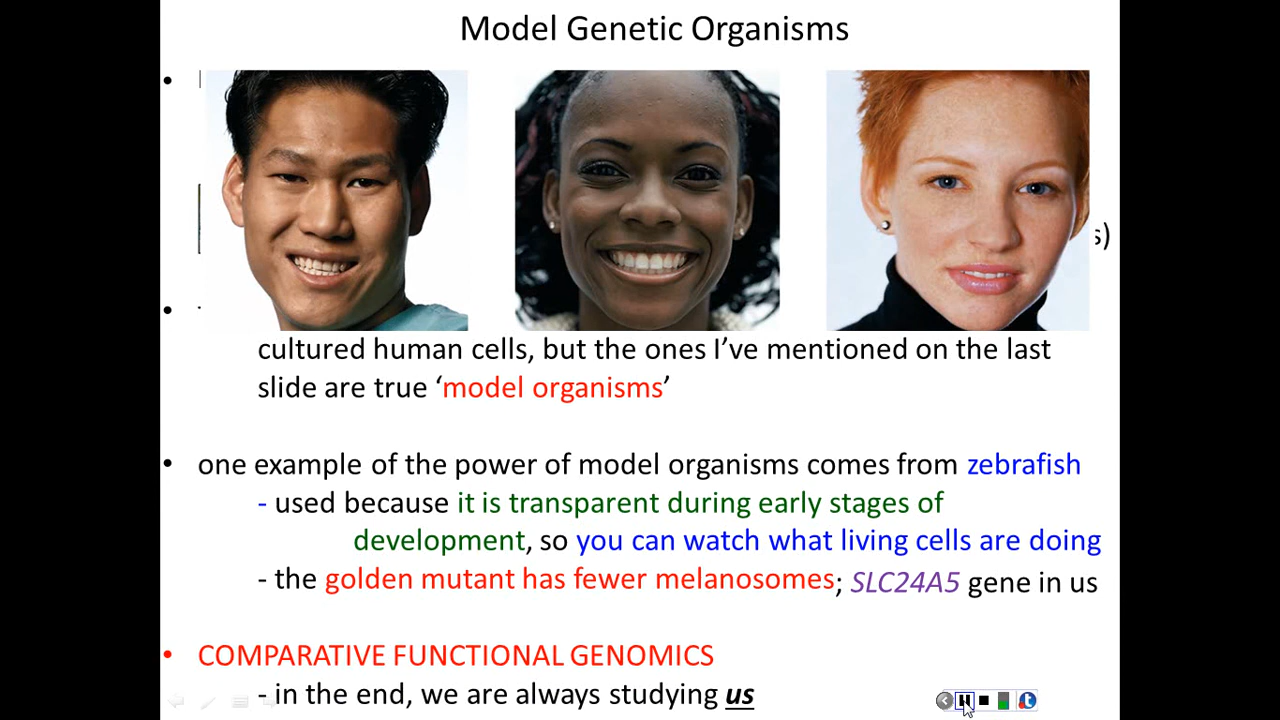 Model Genetic Organisms
•
s)
•
cultured human cells, but the ones I’ve mentioned on the last
slide are true ‘model organisms’
• one example of the power of model organisms comes from zebrafish
- used because it is transparent during early stages of
development, so you can watch what living cells are doing
- the golden mutant has fewer melanosomes; SLC24A5 gene in us
• COMPARATIVE FUNCTIONAL GENOMICS
- in the end, we are always studying us